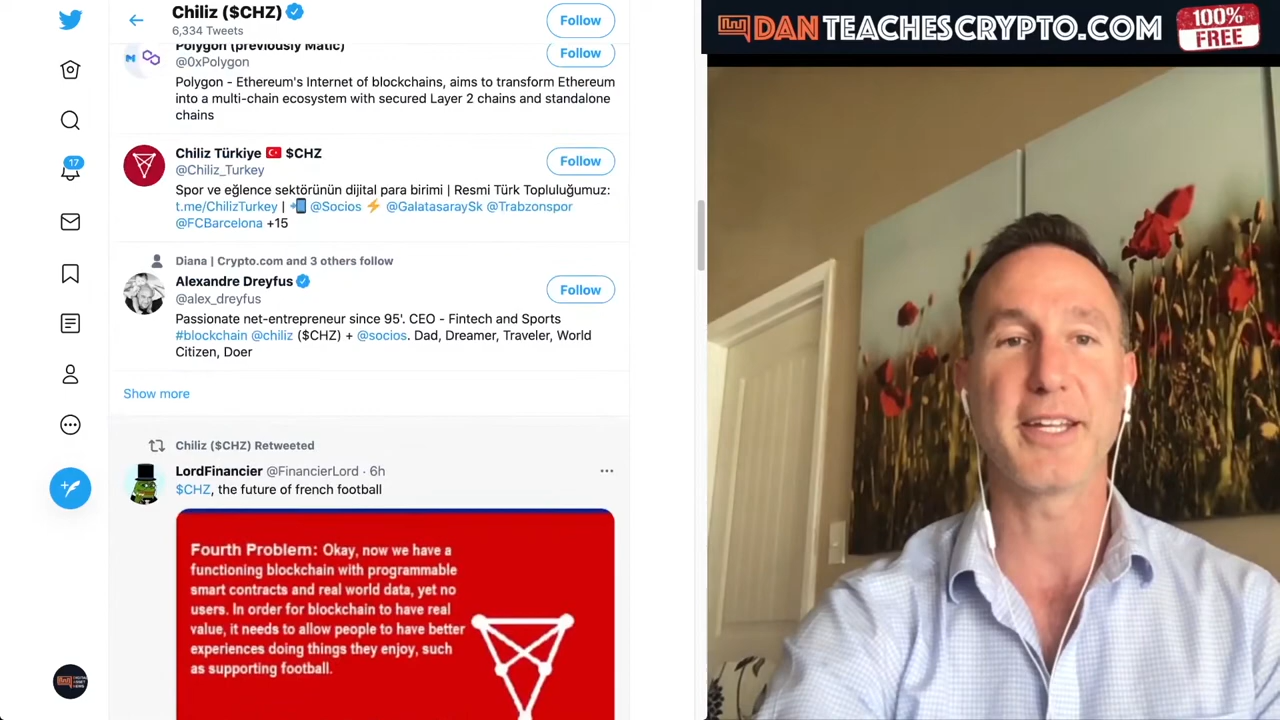 Chiliz ($CHZ)
6,334 Tweets
Follow
Polygon (previously Matic)
@0xPolygon
Follow
Polygon - Ethereum's Internet of blockchains, aims to transform Ethereum
into a multi-chain ecosystem with secured Layer 2 chains and standalone
chains
Chiliz Türkiye 🇹🇷 $CHZ
@Chiliz_Turkey
Follow
Spor ve eğlence sektörünün dijital para birimi | Resmi Türk Topluluğumuz:
t.me/ChilizTurkey | 📲 @Socios ⚡ @GalatasaraySk @Trabzonspor
@FCBarcelona +15
Diana | Crypto.com and 3 others follow
Alexandre Dreyfus
@alex_dreyfus
Follow
Passionate net-entrepreneur since 95'. CEO - Fintech and Sports
#blockchain @chiliz ($CHZ) + @socios. Dad, Dreamer, Traveler, World
Citizen, Doer
Show more
Chiliz ($CHZ) Retweeted
LordFinancier @FinancierLord · 6h
$CHZ, the future of french football
Fourth Problem: Okay, now we have a
functioning blockchain with programmable
smart contracts and real world data, yet no
users. In order for blockchain to have real
value, it needs to allow people to have better
experiences doing things they enjoy, such
as supporting football.
17
DANTEACHESCRYPTO.COM
100%
FREE